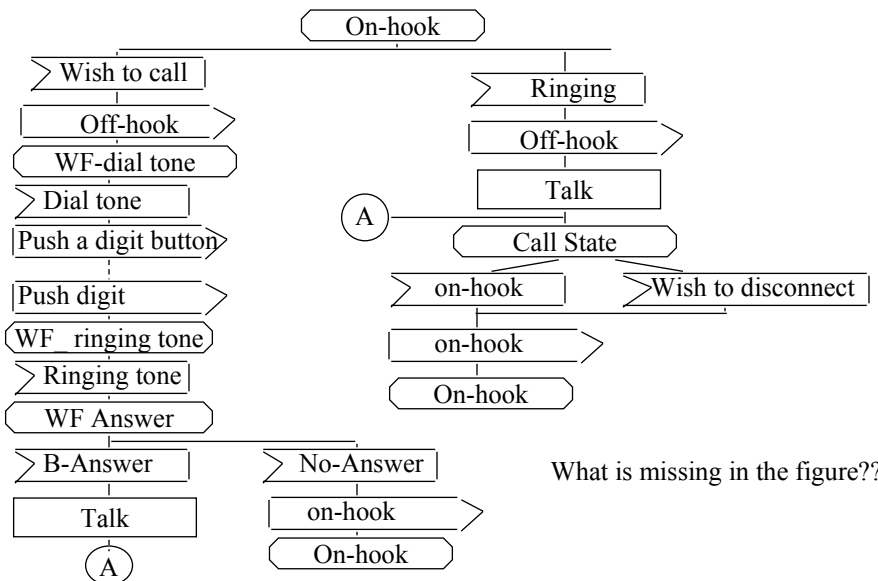 On-hook
Wish to call
Off-hook
WF-dial tone
Dial tone
Push a digit button
Push digit
WF_ ringing tone
Ringing tone
WF Answer
B-Answer
Talk
A
No-Answer
on-hook
On-hook
Ringing
Off-hook
Talk
A
Call State
on-hook
Wish to disconnect
on-hook
On-hook
What is missing in the figure??